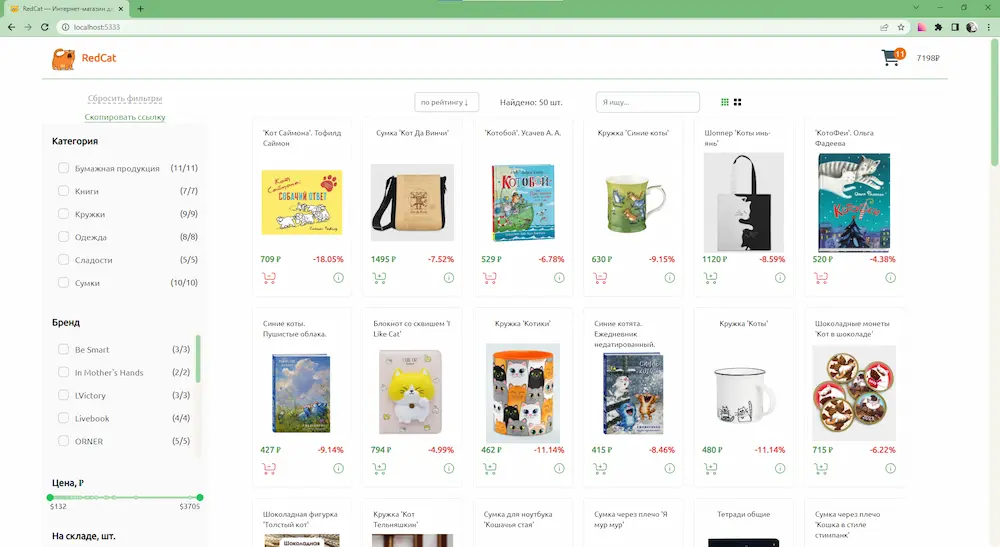 RedCat — Интернет-магазин дл
localhost:5333
RedCat
11
7198₽
Сбросить фильтры
Скопировать ссылку
по рейтингу ↓
Найдено: 50 шт.
Я ищу...
Категория
Бумажная продукция (11/11)
Книги (7/7)
Кружки (9/9)
Одежда (8/8)
Сладости (5/5)
Сумки (10/10)
Бренд
Be Smart (3/3)
In Mother's Hands (2/2)
LVictory (3/3)
Livebook (4/4)
ORNER (5/5)
Цена, ₽
$132 $3705
На складе, шт.
'Кот Саймона'. Тофилд
Саймон
СОБАЧИЙ ОТВЕТ
709 ₽ -18.05%
Сумка 'Кот Да Винчи'
1495 ₽ -7.52%
'Котобой'. Усачев А. А.
КОТОБОЙ
529 ₽ -6.78%
Кружка 'Синие коты'
630 ₽ -9.15%
Шоппер 'Коты инь-
янь'
1120 ₽ -8.59%
'КотоФеи'. Ольга
Фадеева
КотоФеи
520 ₽ -4.38%
Синие коты.
Пушистые облака.
427 ₽ -9.14%
Блокнот со сквишем 'I
Like Cat'
794 ₽ -4.99%
Кружка 'Котики'
462 ₽ -11.14%
Синие котята.
Ежедневник
недатированный.
415 ₽ -8.46%
Кружка 'Коты'
480 ₽ -11.14%
Шоколадные монеты
'Кот в шоколаде'
715 ₽ -6.22%
Шоколадная фигурка
'Толстый кот'
Шоколадная
Кружка 'Кот
Тельняшкин'
Сумка для ноутбука
'Кошачья стая'
Сумка через плечо 'Я
мур мур'
Тетради общие
Сумка через плечо
'Кошка в стиле
стимпанк'